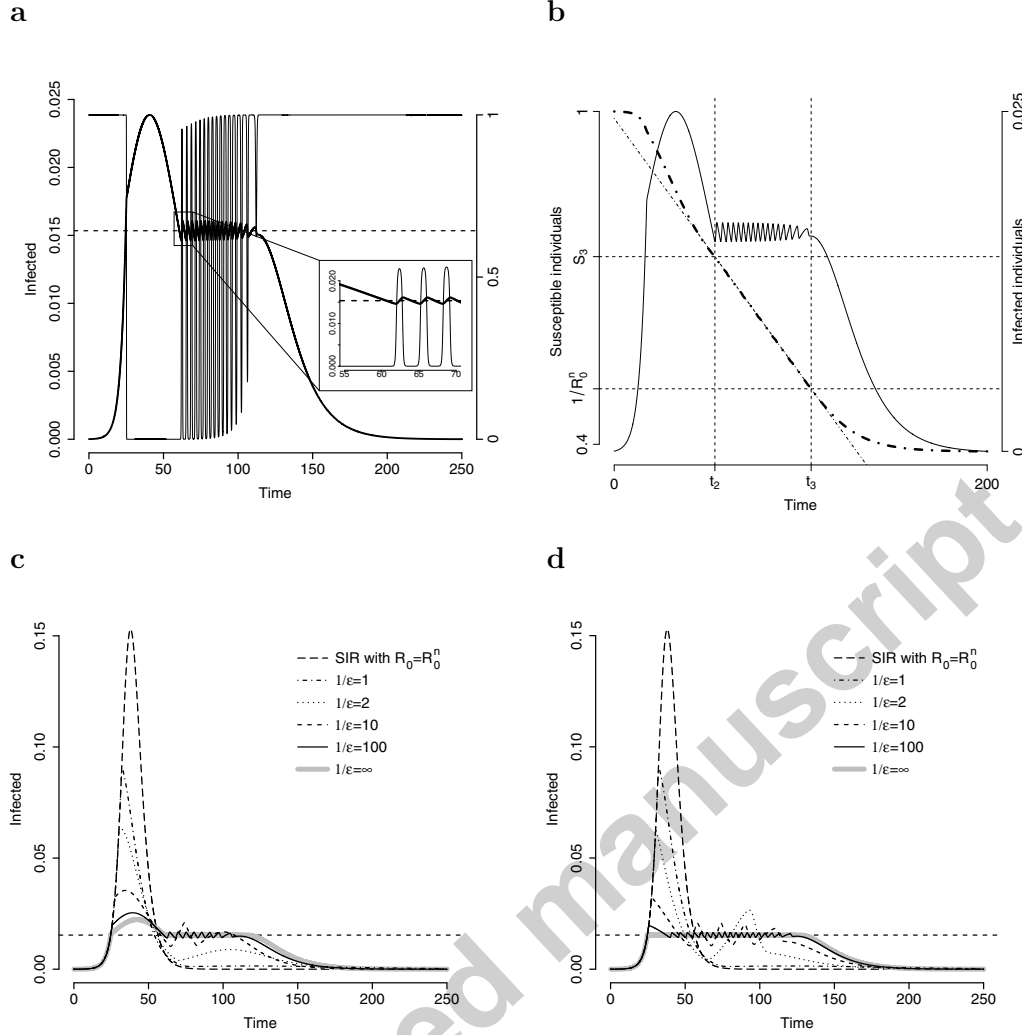 a
0.025
0.020
0.015
0.010
0.005
0.000
Infected
1
0.5
0
0 50 100 150 200 250
Time
0.020
0.010
0.000
55 60 65 70
b
1
S3
1/R0^n
0.4
Susceptible individuals
0.025
0
Infected individuals
0 t2 t3 200
Time
c
0.15
0.10
0.05
0.00
Infected
SIR with R0=R0^n
1/ε=1
1/ε=2
1/ε=10
1/ε=100
1/ε=∞
0 50 100 150 200 250
Time
d
0.15
0.10
0.05
0.00
Infected
SIR with R0=R0^n
1/ε=1
1/ε=2
1/ε=10
1/ε=100
1/ε=∞
0 50 100 150 200 250
Time
ed manuscript